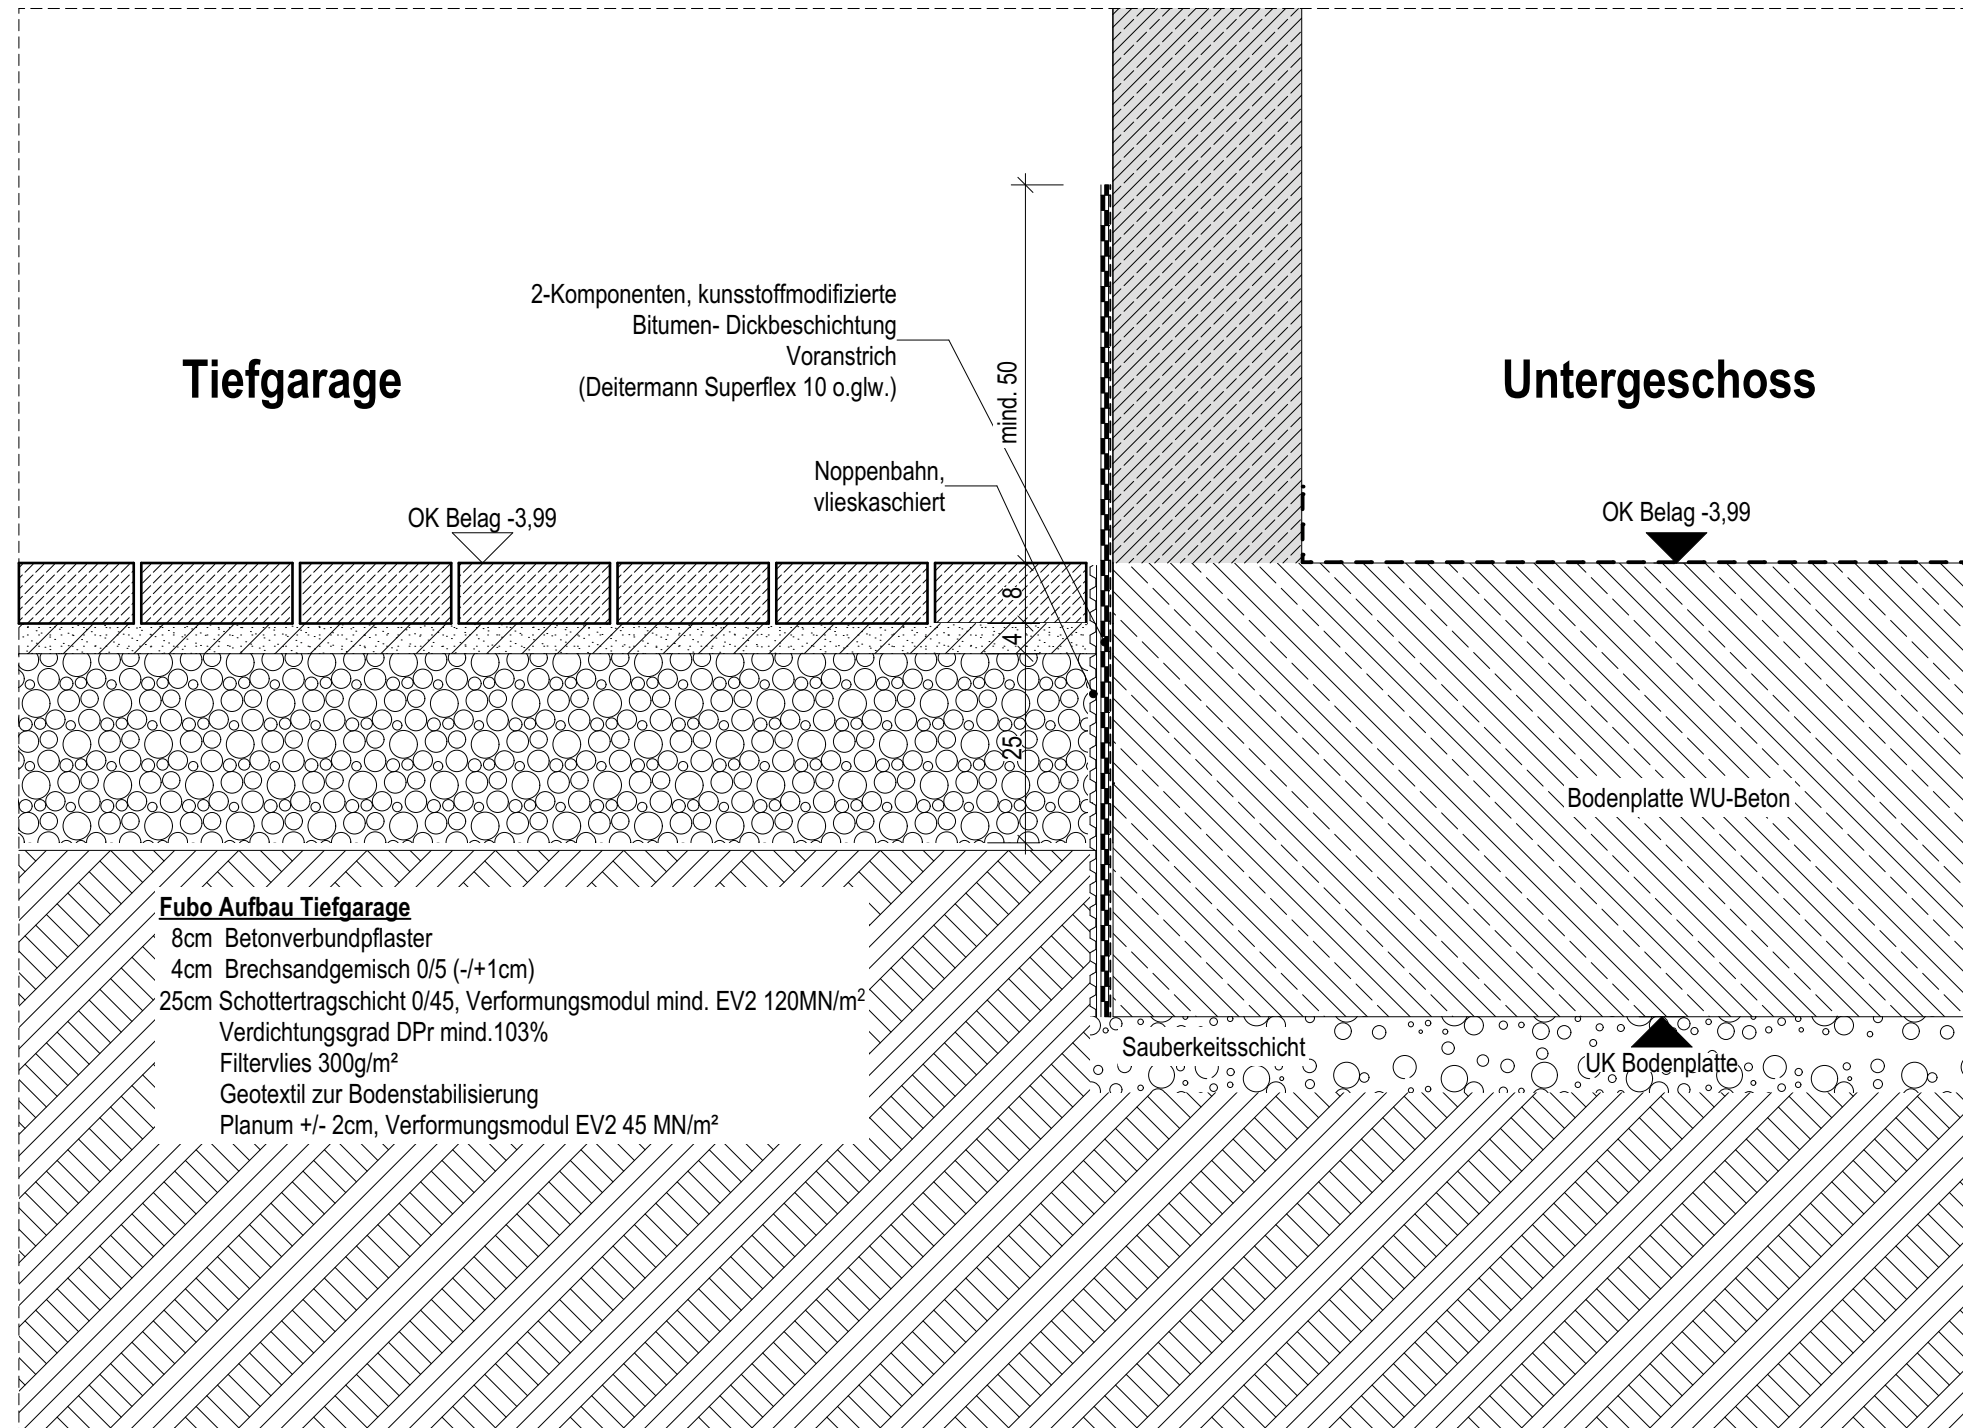 2-Komponenten, kunsstoffmodifizierte
Bitumen- Dickbeschichtung
Voranstrich
(Deitermann Superflex 10 o.glw.)
Tiefgarage
Untergeschoss
mind. 50
Noppenbahn,
vlieskaschiert
OK Belag -3,99
OK Belag -3,99
8
4
25
Bodenplatte WU-Beton
Fubo Aufbau Tiefgarage
8cm Betonverbundpflaster
4cm Brechsandgemisch 0/5 (-/+1cm)
25cm Schottertragschicht 0/45, Verformungsmodul mind. EV2 120MN/m²
Verdichtungsgrad DPr mind.103%
Filtervlies 300g/m²
Geotextil zur Bodenstabilisierung
Planum +/- 2cm, Verformungsmodul EV2 45 MN/m²
Sauberkeitsschicht
UK Bodenplatte